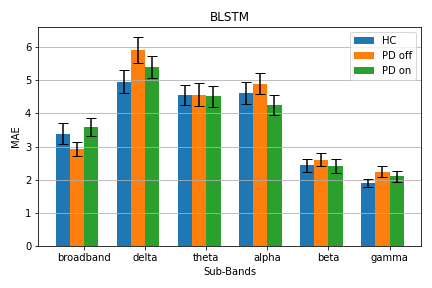 BLSTM
HC
PD off
PD on
MAE
6
5
4
3
2
1
0
broadband delta theta alpha beta gamma
Sub-Bands